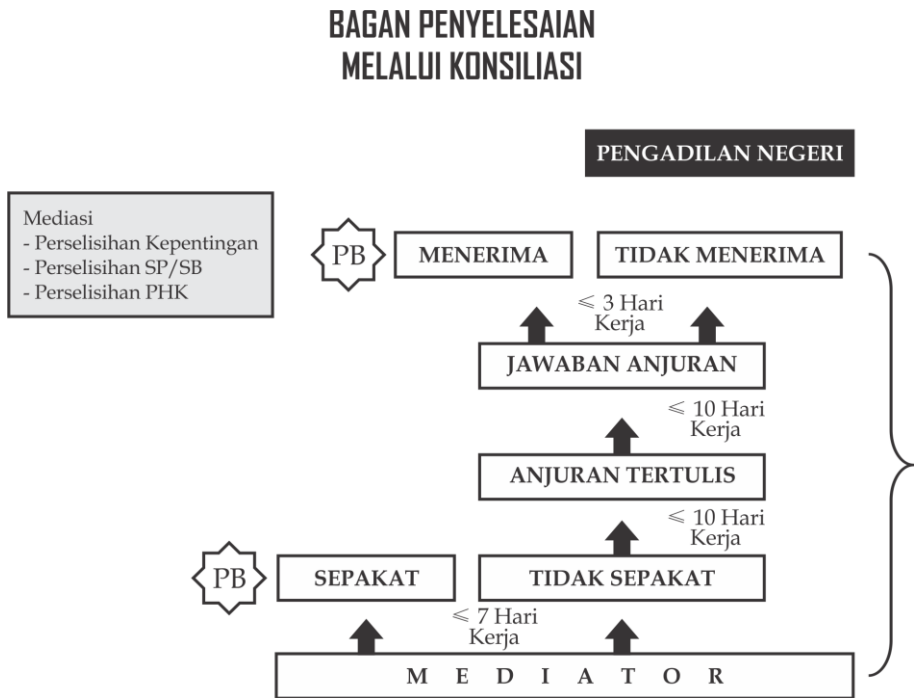 BAGAN PENYELESAIAN
MELALUI KONSILIASI
PENGADILAN NEGERI
Mediasi
- Perselisihan Kepentingan
- Perselisihan SP/SB
- Perselisihan PHK
PB
MENERIMA
TIDAK MENERIMA
⩽ 3 Hari
Kerja
JAWABAN ANJURAN
⩽ 10 Hari
Kerja
ANJURAN TERTULIS
⩽ 10 Hari
Kerja
PB
SEPAKAT
TIDAK SEPAKAT
⩽ 7 Hari
Kerja
M E D I A T O R